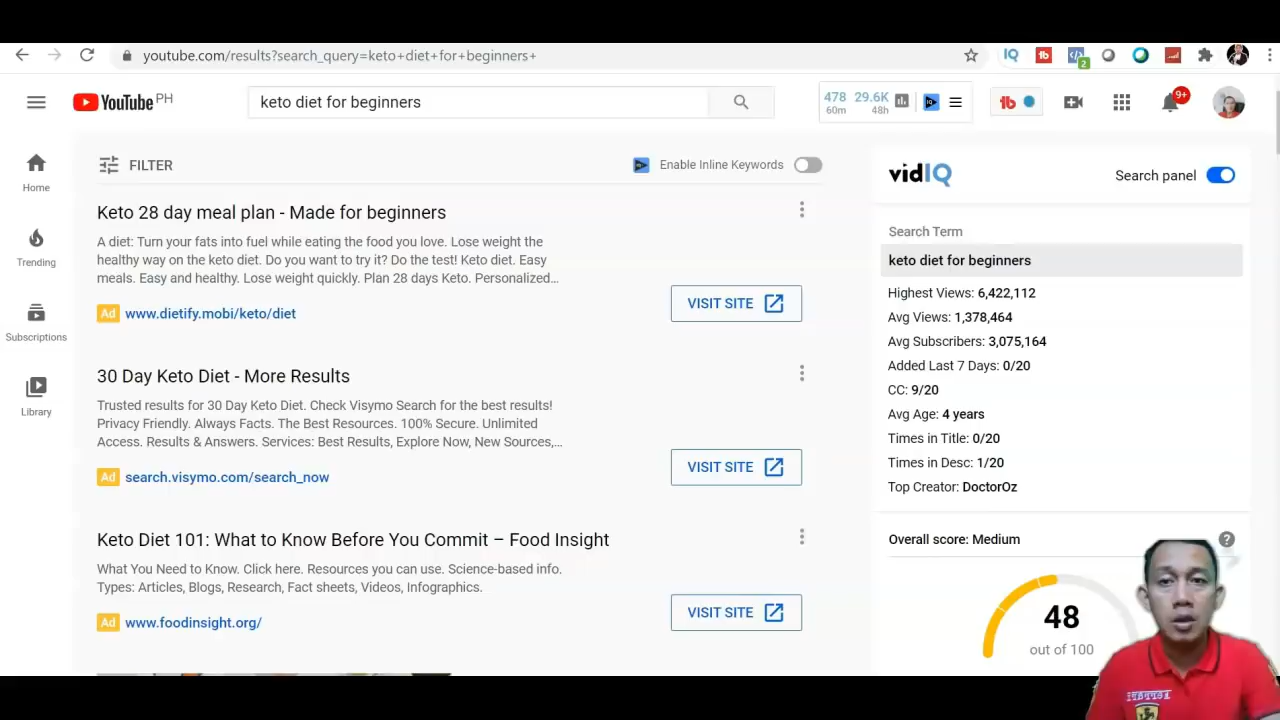 youtube.com/results?search_query=keto+diet+for+beginners+
2
YouTube PH
keto diet for beginners
478 29.6K
60m 48h
9+
Home
Trending
Subscriptions
Library
FILTER
Enable Inline Keywords
Keto 28 day meal plan - Made for beginners
A diet: Turn your fats into fuel while eating the food you love. Lose weight the
healthy way on the keto diet. Do you want to try it? Do the test! Keto diet. Easy
meals. Easy and healthy. Lose weight quickly. Plan 28 days Keto. Personalized...
Ad www.dietify.mobi/keto/diet
VISIT SITE
30 Day Keto Diet - More Results
Trusted results for 30 Day Keto Diet. Check Visymo Search for the best results!
Privacy Friendly. Always Facts. The Best Resources. 100% Secure. Unlimited
Access. Results & Answers. Services: Best Results, Explore Now, New Sources,...
Ad search.visymo.com/search_now
VISIT SITE
Keto Diet 101: What to Know Before You Commit – Food Insight
What You Need to Know. Click here. Resources you can use. Science-based info.
Types: Articles, Blogs, Research, Fact sheets, Videos, Infographics.
Ad www.foodinsight.org/
VISIT SITE
vidIQ
Search panel
Search Term
keto diet for beginners
Highest Views: 6,422,112
Avg Views: 1,378,464
Avg Subscribers: 3,075,164
Added Last 7 Days: 0/20
CC: 9/20
Avg Age: 4 years
Times in Title: 0/20
Times in Desc: 1/20
Top Creator: DoctorOz
Overall score: Medium
?
48
out of 100